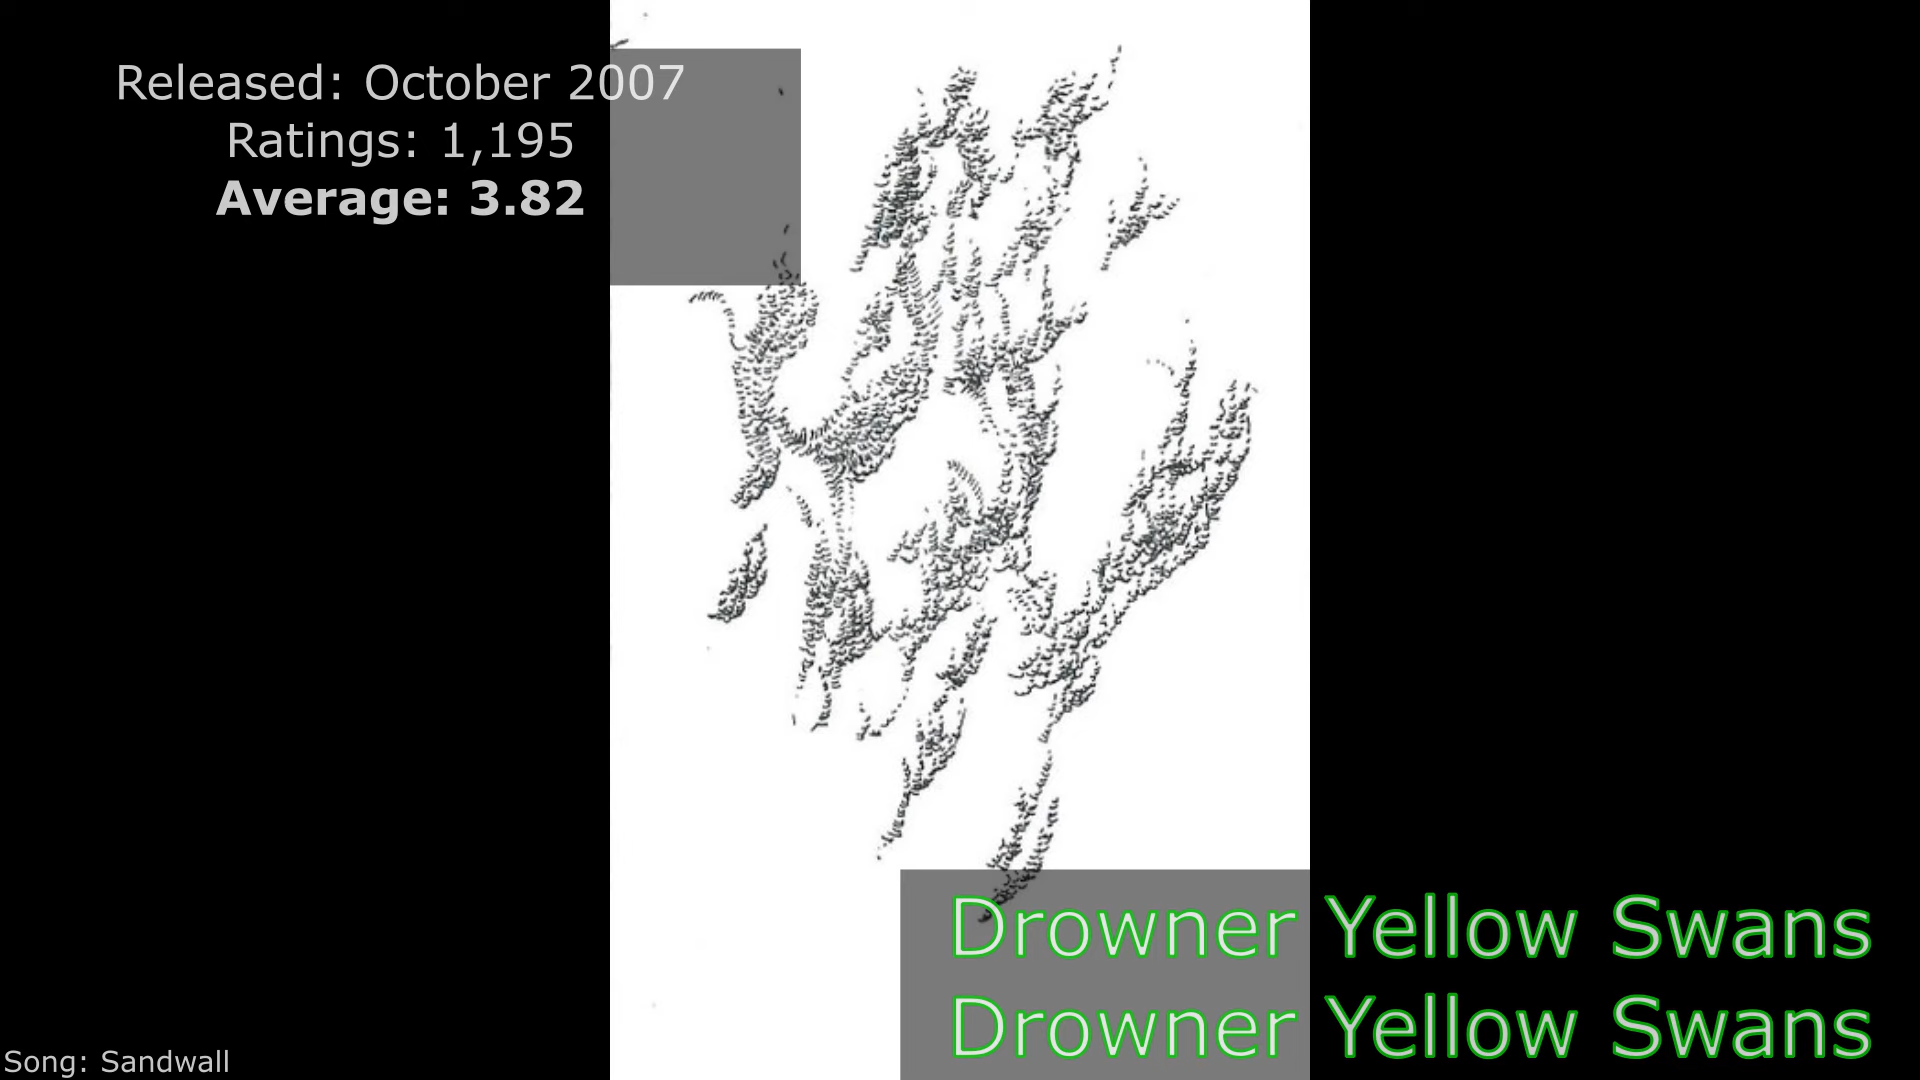 Released: October 2007
Ratings: 1,195
Average: 3.82
Drowner Yellow Swans
Drowner Yellow Swans
Song: Sandwall